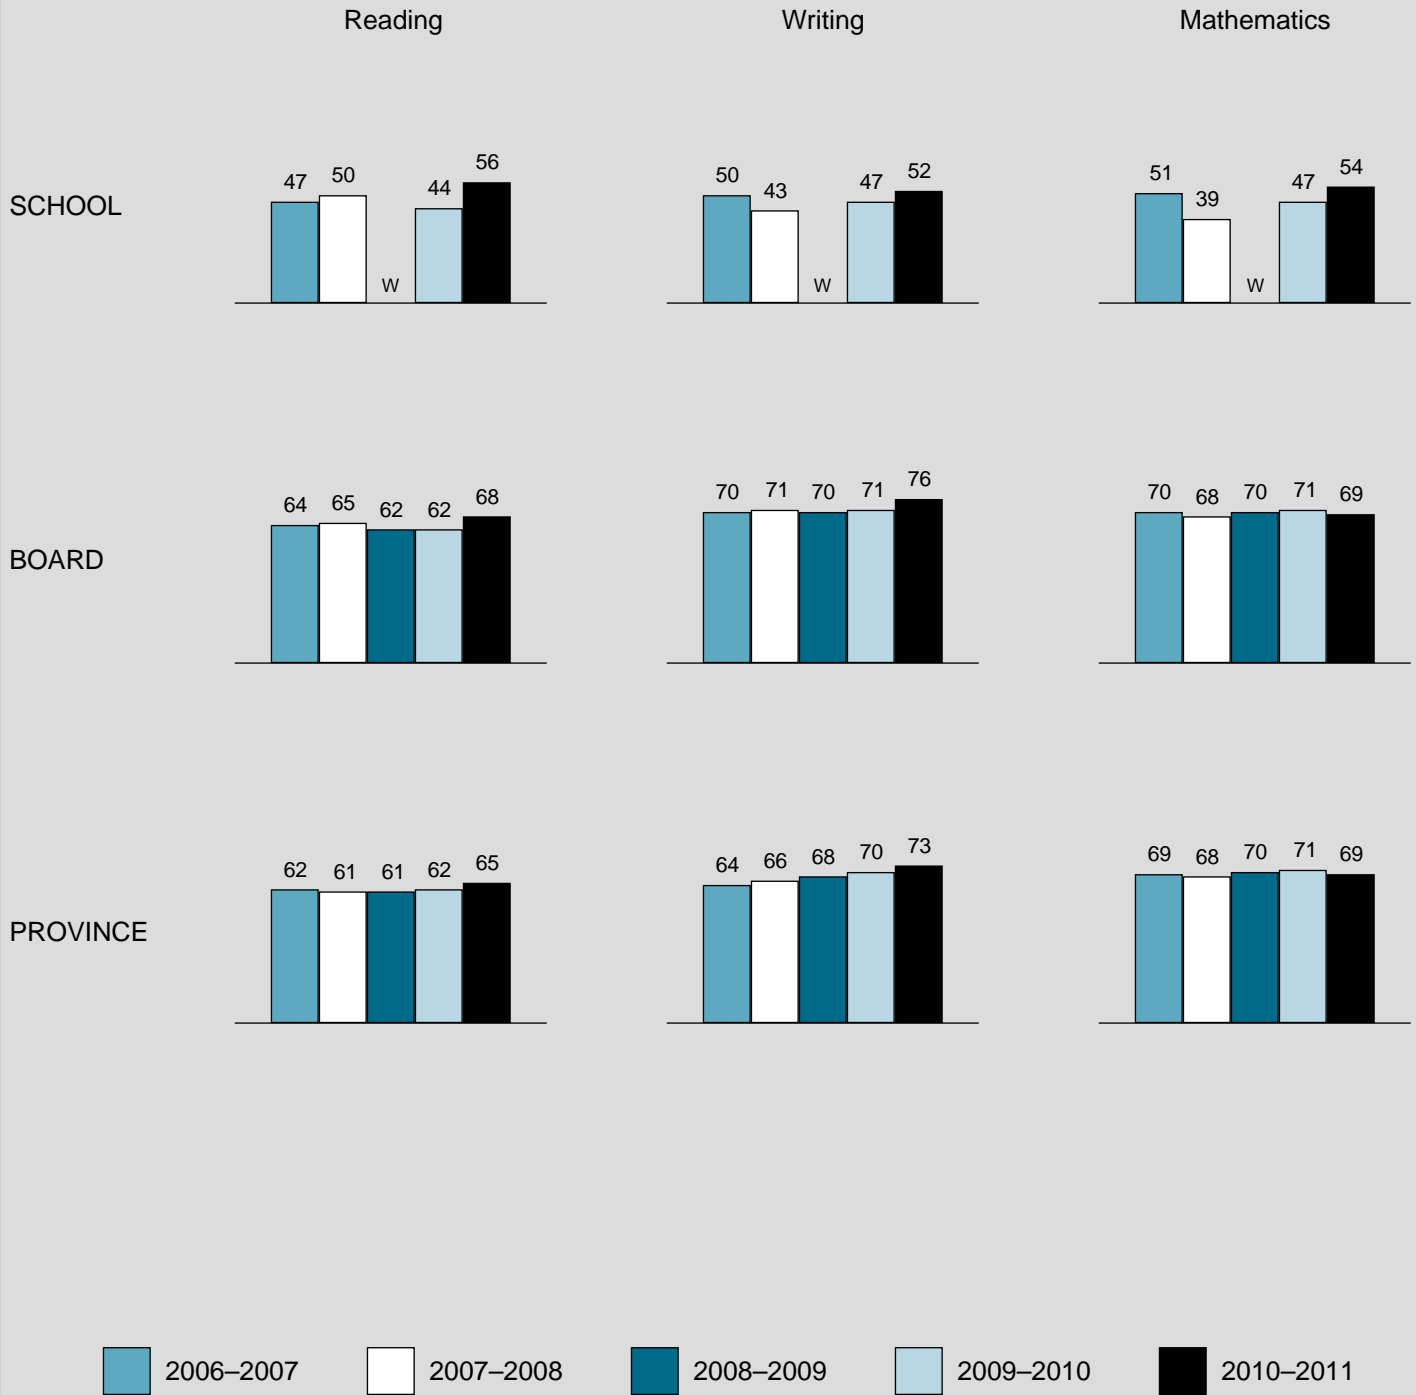 Reading Writing Mathematics
SCHOOL
47 50 W 44 56
50 43 W 47 52
51 39 W 47 54
BOARD
64 65 62 62 68
70 71 70 71 76
70 68 70 71 69
PROVINCE
62 61 61 62 65
64 66 68 70 73
69 68 70 71 69
2006–2007 2007–2008 2008–2009 2009–2010 2010–2011